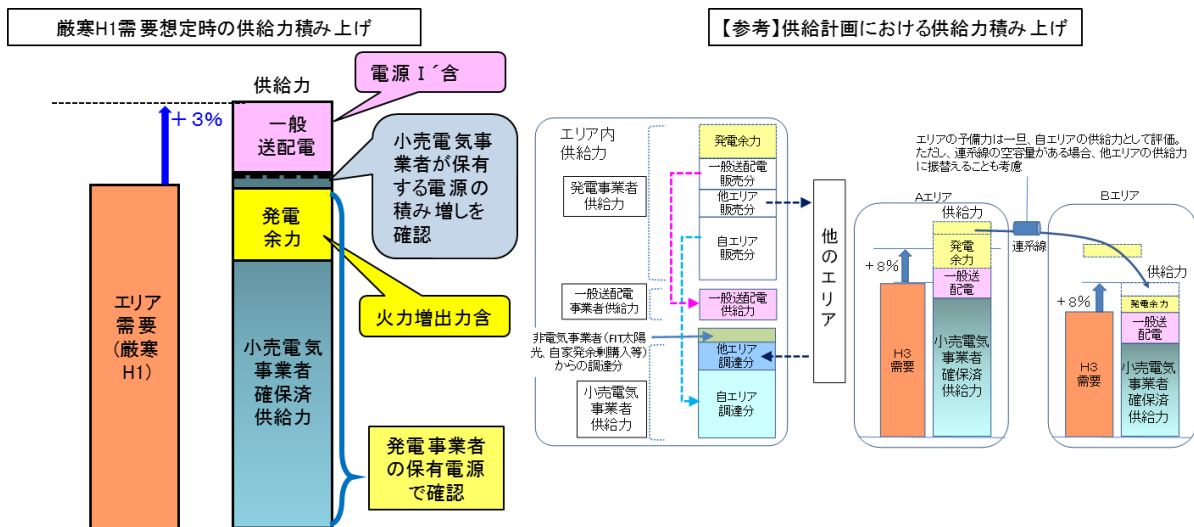 厳寒H1需要想定時の供給力積み上げ
供給力
+3%
一般
送配電
発電
余力
小売電気
事業者
確保済
供給力
エリア
需要
(厳寒
H1)
電源Ⅰ´含
小売電気事
業者が保有
する電源の
積み増しを
確認
火力増出力含
発電事業者
の保有電源
で確認
【参考】供給計画における供給力積み上げ
エリア内
供給力
発電事業者
供給力
発電余力
一般送配電
販売分
他エリア
販売分
自エリア
販売分
一般送配電
事業者供給力
一般送配電
供給力
非電気事業者(FIT太陽
光、自家発余剰購入等)
からの調達分
他エリア
調達分
小売電気
事業者
供給力
自エリア
調達分
他のエリア
エリアの予備力は一旦、自エリアの供給力として評価。
ただし、連系線の空容量がある場合、他エリアの供給力
に振替えることも考慮
Aエリア
供給力
+8%
発電
余力
一般送
配電
小売電気
事業者
確保済
供給力
H3
需要
連系線
Bエリア
供給力
+8%
発電余力
一般送
配電
小売電気
事業者
確保済
供給力
H3
需要